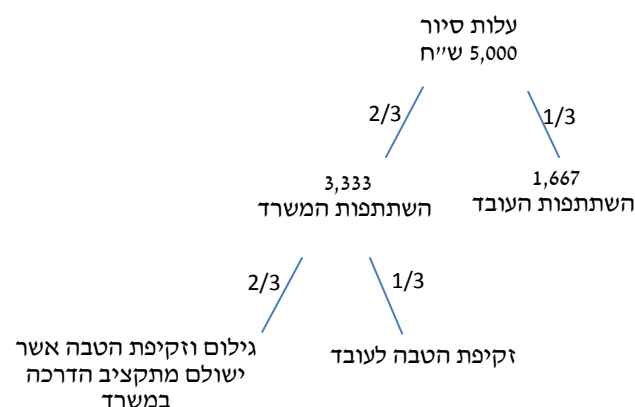 עלות סיור
5,000 ש״ח
1/3
2/3
1,667
השתתפות העובד
3,333
השתתפות המשרד
1/3
2/3
זקיפת הטבה לעובד
גילום וזקיפת הטבה אשר
ישולם מתקציב הדרכה
במשרד